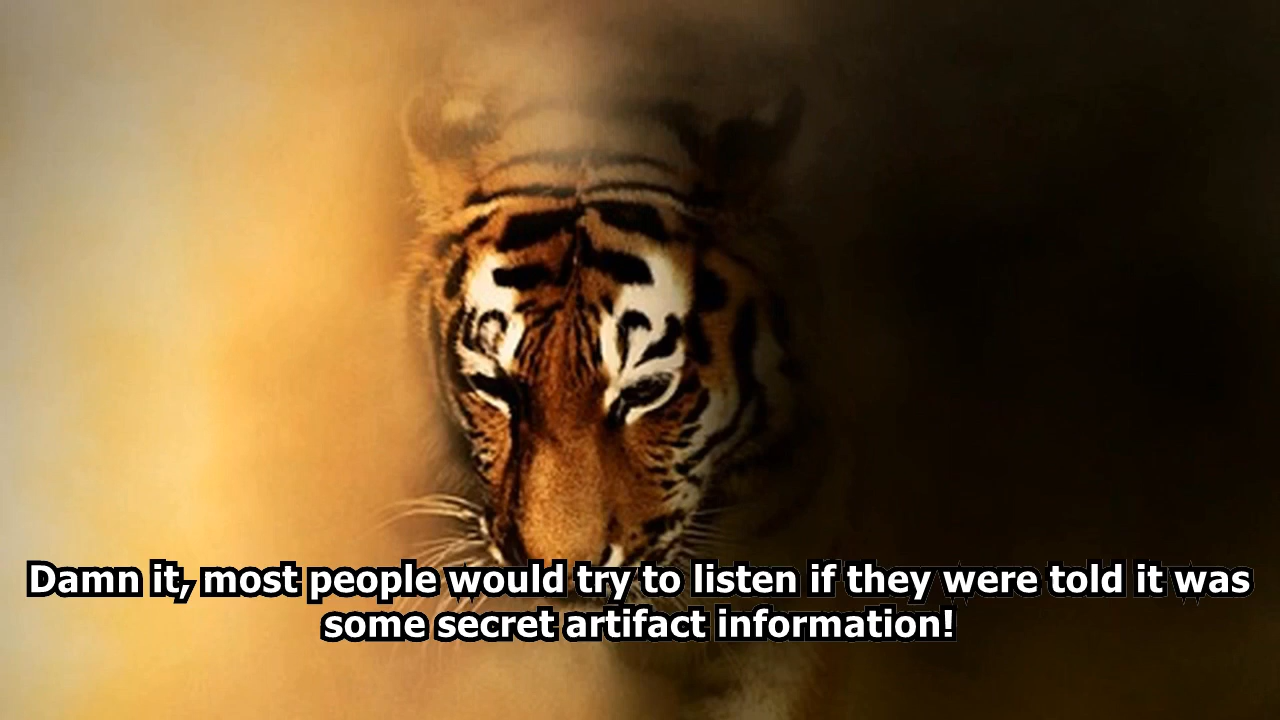 Damn it, most people would try to listen if they were told it was
some secret artifact information!